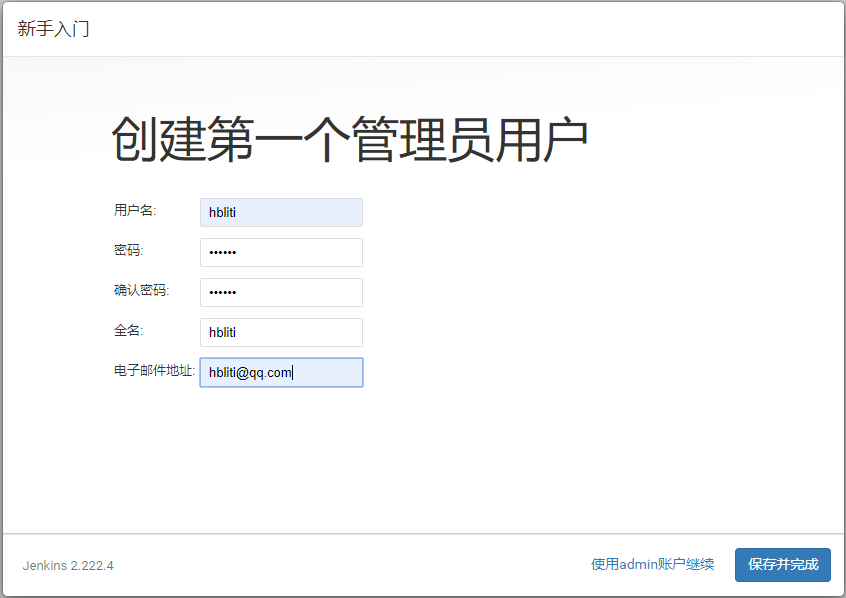 新手入门
创建第一个管理员用户
用户名: hbliti
密码: ••••••
确认密码: ••••••
全名: hbliti
电子邮件地址: hbliti@qq.com
Jenkins 2.222.4 使用admin账户继续 保存并完成